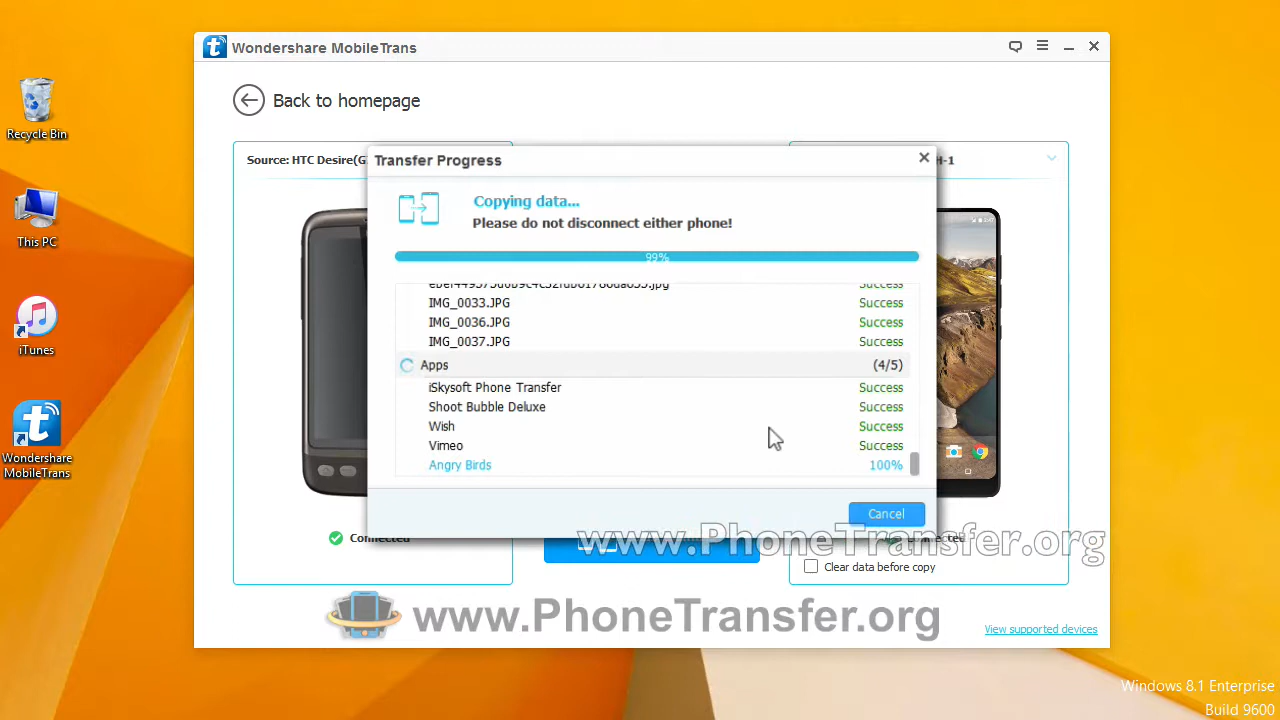 Wondershare MobileTrans
Back to homepage
Source: HTC Desire(G
H-1
Transfer Progress
Copying data...
Please do not disconnect either phone!
99%
Success
IMG_0033.JPG Success
IMG_0036.JPG Success
IMG_0037.JPG Success
Apps (4/5)
iSkysoft Phone Transfer Success
Shoot Bubble Deluxe Success
Wish Success
Vimeo Success
Angry Birds 100%
Cancel
Connected
www.PhoneTransfer.org
Clear data before copy
www.PhoneTransfer.org
View supported devices
Recycle Bin
This PC
iTunes
Wondershare
MobileTrans
Windows 8.1 Enterprise
Build 9600